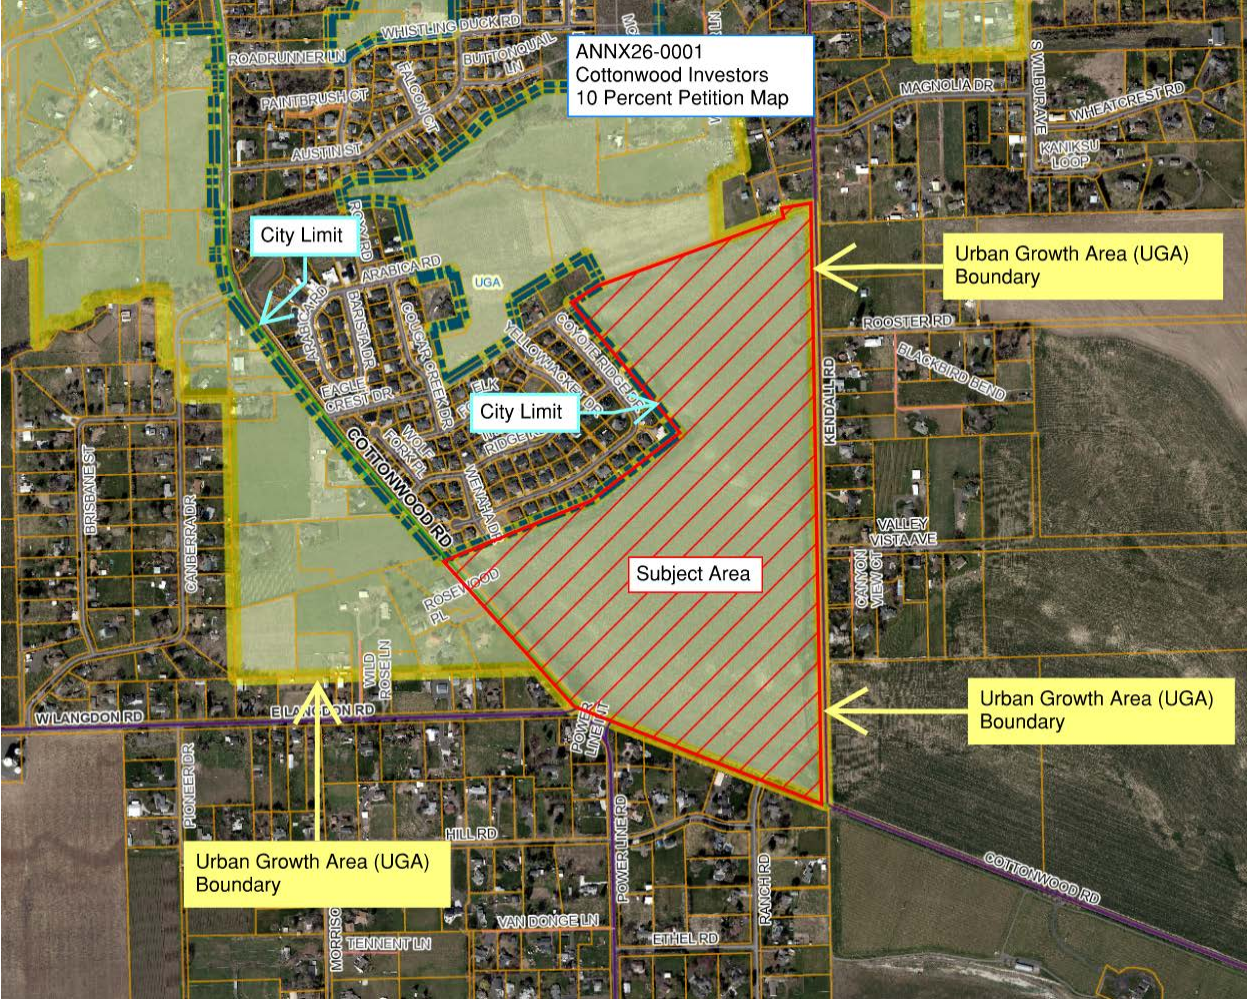 WHISTLING DUCK RD
ROADRUNNER LN
BUTTONQUAIL
LN
FALCON CT
PAINTBRUSH CT
AUSTIN ST
ANNX26-0001
Cottonwood Investors
10 Percent Petition Map
MAGNOLIA DR
S WILBUR AVE
WHEATCREST RD
KANIKSU
LOOP
City Limit
ARABICA RD
UGA
Urban Growth Area (UGA)
Boundary
ARABICA RD
BARISTA DR
COUGAR CREEK DR
COYOTE RIDGE DR
YELLOWJACKET DR
ROOSTER RD
BLACKBIRD BEND
KENDALL RD
EAGLE
CREST DR
ELK
City Limit
WOLF
FORK PL
COTTONWOOD RD
WENAHA DR
BRISBANE ST
CANBERRA DR
VALLEY
VISTA AVE
CANYON
VIEW CT
Subject Area
ROSEWOOD
PL
WILD
ROSE LN
W LANGDON RD
E LANGDON RD
POWER
LINE
Urban Growth Area (UGA)
Boundary
PIONEER DR
HILL RD
POWER LINE RD
RANCH RD
Urban Growth Area (UGA)
Boundary
COTTONWOOD RD
VAN DONGE LN
ETHEL RD
TENNENT LN